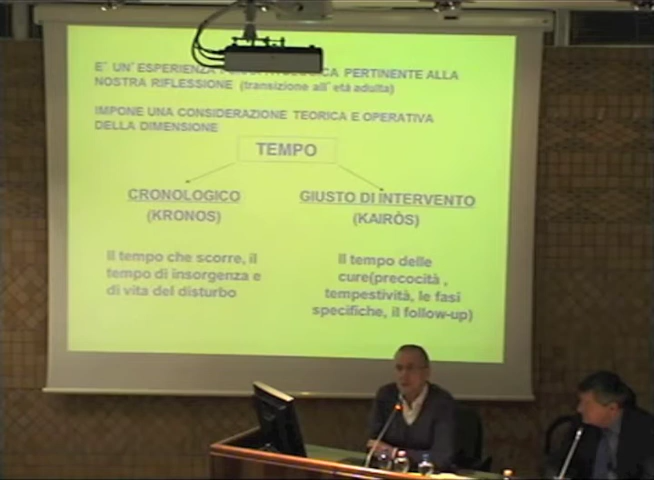 E' UN' ESPERIENZA PERTINENTE ALLA
NOSTRA RIFLESSIONE (transizione all' età adulta)
IMPONE UNA CONSIDERAZIONE TEORICA E OPERATIVA
DELLA DIMENSIONE
TEMPO
CRONOLOGICO
(KRONOS)
Il tempo che scorre, il
tempo di insorgenza e
di vita del disturbo
GIUSTO DI INTERVENTO
(KAIRÒS)
Il tempo delle
cure(precocità ,
tempestività, le fasi
specifiche, il follow-up)